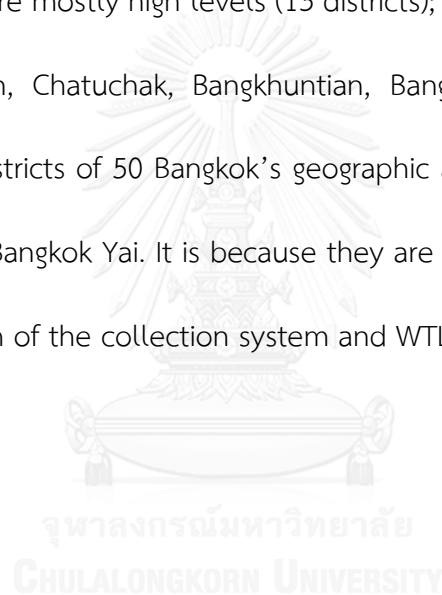 re mostly high levels (15 districts);
n, Chatuchak, Bangkhuntian, Bang
stricts of 50 Bangkok's geographic
Bangkok Yai. It is because they are
n of the collection system and WTL
จุฬาลงกรณ์มหาวิทยาลัย
CHULALONGKORN UNIVERSITY